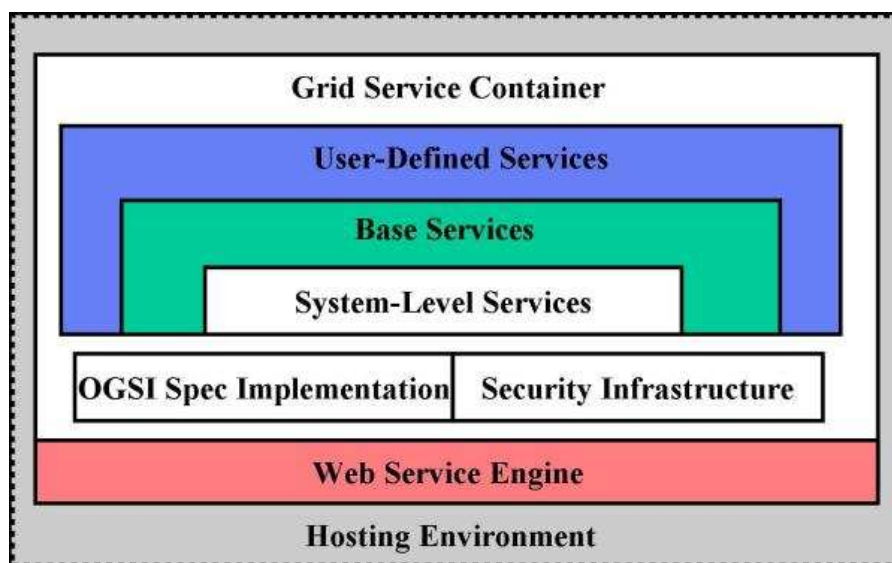 Grid Service Container
User-Defined Services
Base Services
System-Level Services
OGSI Spec Implementation
Security Infrastructure
Web Service Engine
Hosting Environment